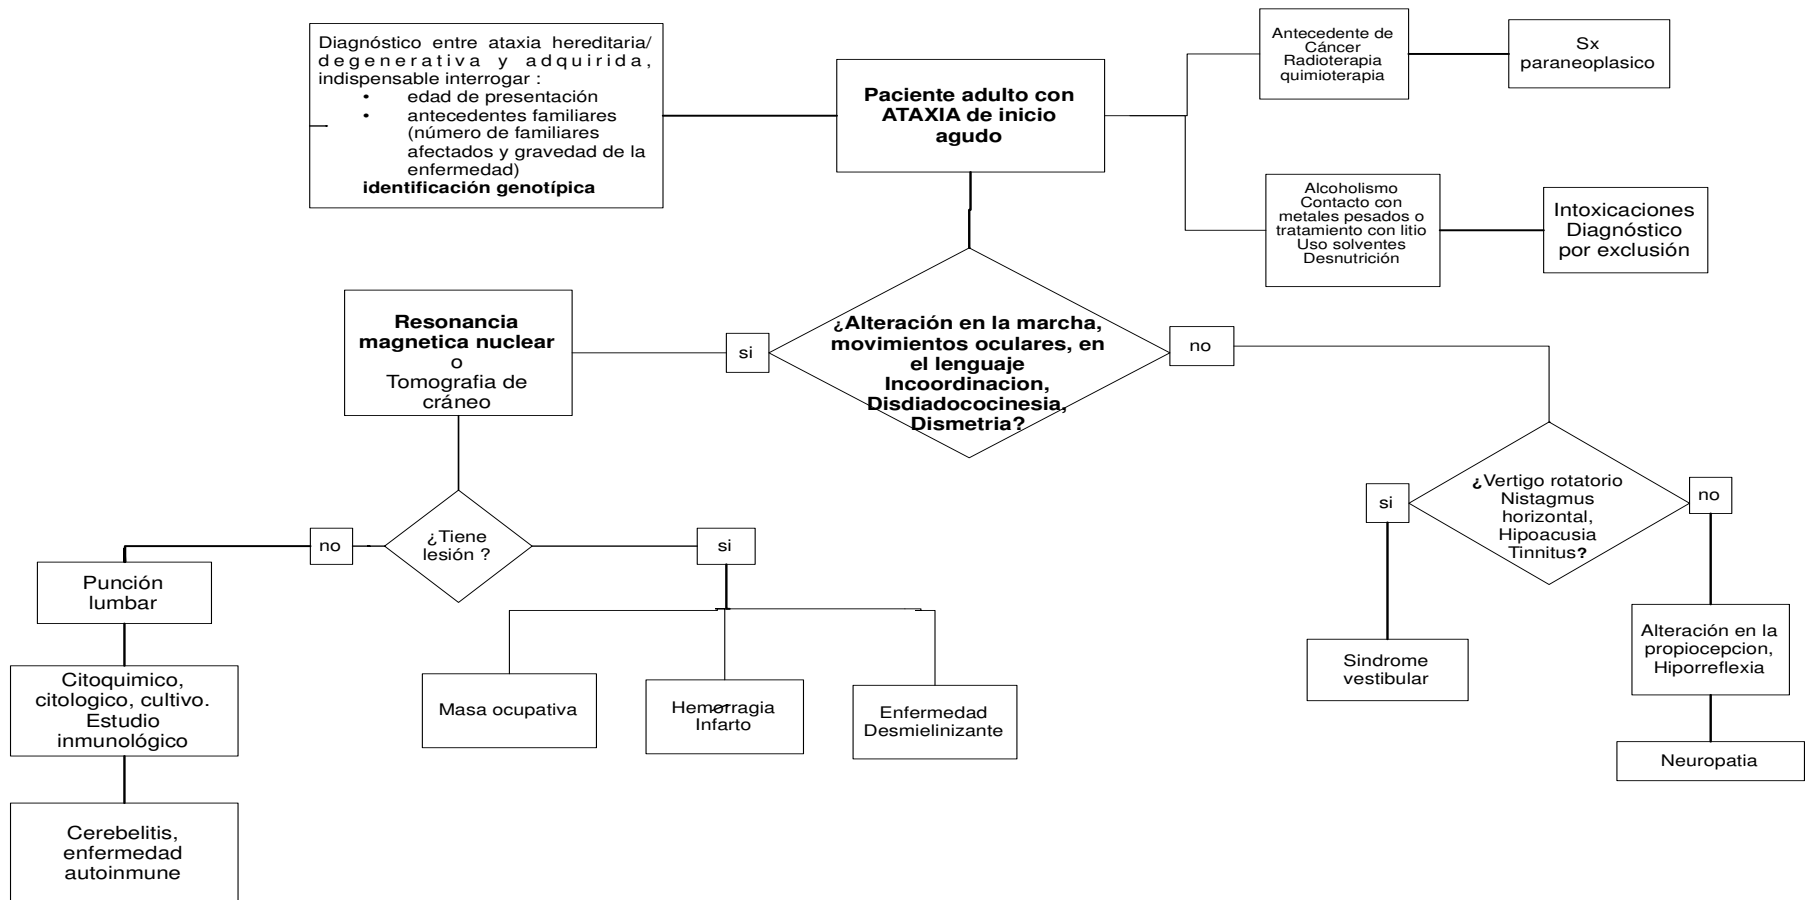 Diagnóstico entre ataxia hereditaria/
degenerativa y adquirida,
indispensable interrogar :
• edad de presentación
• antecedentes familiares
(número de familiares
afectados y gravedad de la
enfermedad)
identificación genotípica
Paciente adulto con
ATAXIA de inicio
agudo
Antecedente de
Cáncer
Radioterapia
quimioterapia
Sx
paraneoplasico
Alcoholismo
Contacto con
metales pesados o
tratamiento con litio
Uso solventes
Desnutrición
Intoxicaciones
Diagnóstico
por exclusión
¿Alteración en la marcha,
movimientos oculares, en
el lenguaje
Incoordinacion,
Disdiadococinesia,
Dismetria?
si
no
Resonancia
magnetica nuclear
o
Tomografia de
cráneo
¿Tiene
lesión ?
no
si
Punción
lumbar
Citoquimico,
citologico, cultivo.
Estudio
inmunológico
Cerebelitis,
enfermedad
autoinmune
Masa ocupativa
Hemorragia
Infarto
Enfermedad
Desmielinizante
¿Vertigo rotatorio
Nistagmus
horizontal,
Hipoacusia
Tinnitus?
si
no
Sindrome
vestibular
Alteración en la
propiocepcion,
Hiporreflexia
Neuropatia